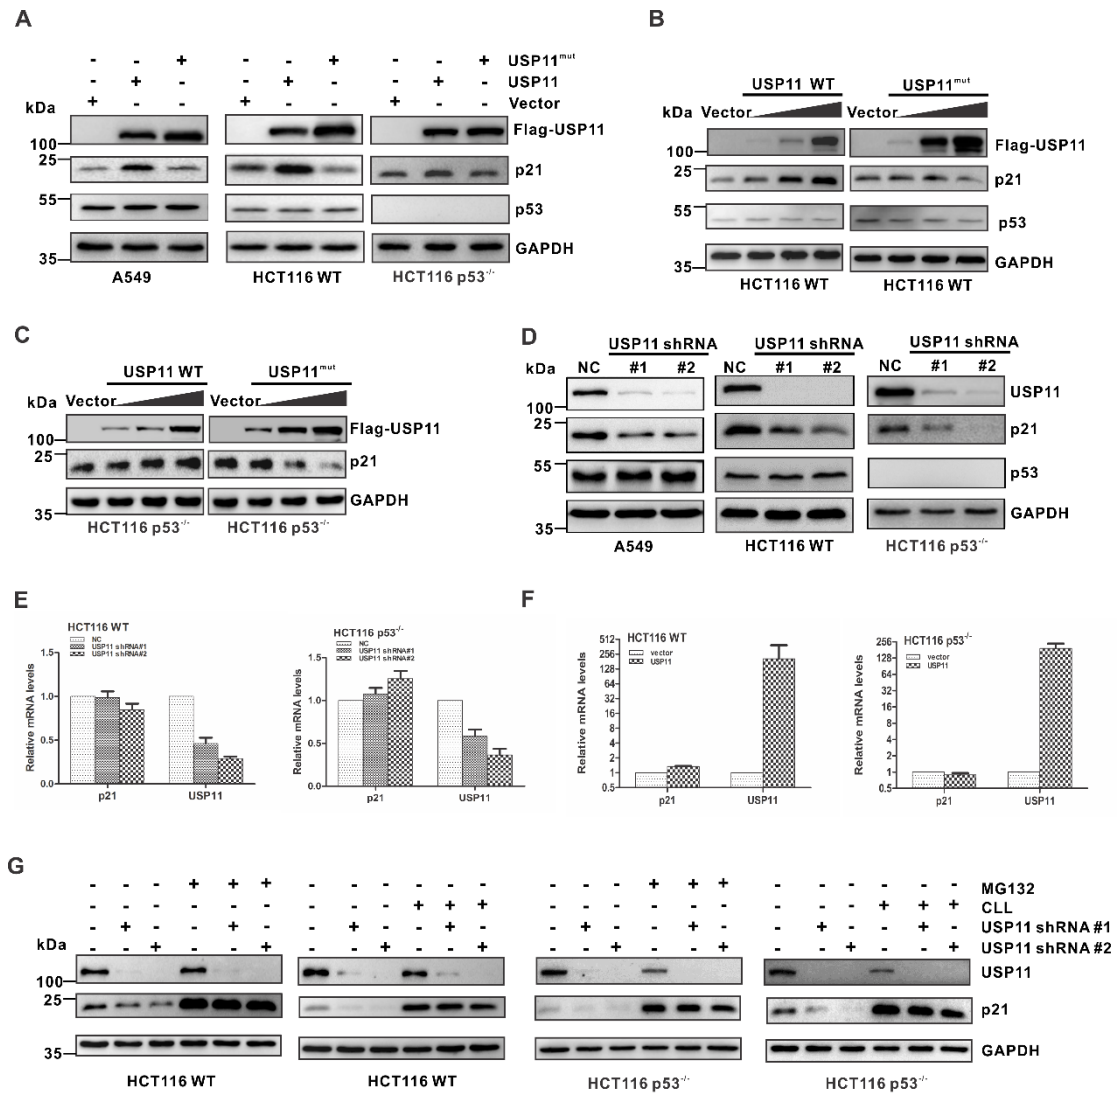 A
- - + - - + - - + USP11mut
- + - - + - - + - USP11
kDa + - - + - - + - - Vector
100 Flag-USP11
25 p21
55 p53
35 GAPDH
A549 HCT116 WT HCT116 p53-/-
B
USP11 WT USP11mut
kDa Vector Vector
100 Flag-USP11
25 p21
55 p53
35 GAPDH
HCT116 WT HCT116 WT
C
USP11 WT USP11mut
kDa Vector Vector
100 Flag-USP11
25 p21
35 GAPDH
HCT116 p53-/- HCT116 p53-/-
D
USP11 shRNA USP11 shRNA USP11 shRNA
kDa NC #1 #2 NC #1 #2 NC #1 #2
100 USP11
25 p21
55 p53
35 GAPDH
A549 HCT116 WT HCT116 p53-/-
E
HCT116 WT
NC
USP11 shRNA#1
USP11 shRNA#2
Relative mRNA levels
1.5
1.0
0.5
0.0
p21 USP11
HCT116 p53-/-
NC
USP11 shRNA#1
USP11 shRNA#2
Relative mRNA levels
1.5
1.0
0.5
0.0
p21 USP11
F
HCT116 WT
vector
USP11
Relative mRNA levels
512
256
128
64
32
16
8
4
2
1
0.5
p21 USP11
HCT116 p53-/-
vector
USP11
Relative mRNA levels
256
128
64
32
16
8
4
2
1
0.5
p21 USP11
G
- - - + + + - - - - - - - - - + + + - - - - - - MG132
- - - - - - - - - + + + - - - - - - - - - + + + CLL
- + - - + - - + - - + - - + - - + - - + - - + - USP11 shRNA #1
kDa - - + - - + - - + - - + - - + - - + - - + - - + USP11 shRNA #2
100 USP11
25 p21
35 GAPDH
HCT116 WT HCT116 WT HCT116 p53-/- HCT116 p53-/-